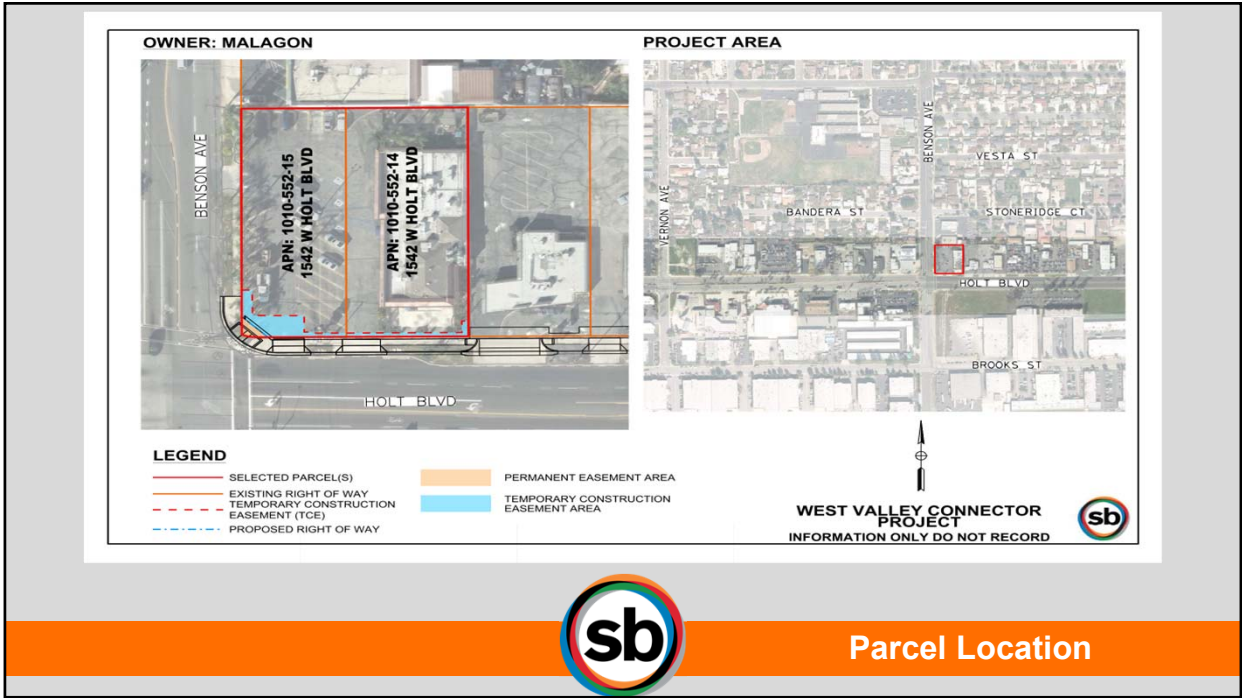 OWNER: MALAGON
BENSON AVE
APN: 1010-552-15
1542 W HOLT BLVD
APN: 1010-552-14
1542 W HOLT BLVD
HOLT BLVD
PROJECT AREA
BENSON AVE
VESTA ST
VERNON AVE
BANDERA ST
STONERIDGE CT
HOLT BLVD
BROOKS ST
LEGEND
SELECTED PARCEL(S)
EXISTING RIGHT OF WAY
TEMPORARY CONSTRUCTION
EASEMENT (TCE)
PROPOSED RIGHT OF WAY
PERMANENT EASEMENT AREA
TEMPORARY CONSTRUCTION
EASEMENT AREA
WEST VALLEY CONNECTOR
PROJECT
INFORMATION ONLY DO NOT RECORD
sb
sb
Parcel Location